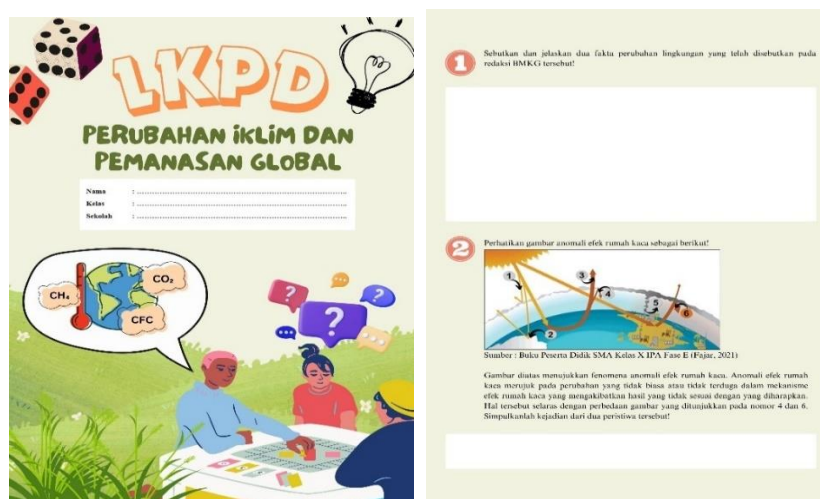 LKPD
PERUBAHAN iKLiM DAN
PEMANASAN GLOBAL
Nama : ........................................
Kelas : ........................................
Sekolah : ........................................
CH₄
CO₂
CFC
?
?
?
1
Sebutkan dan jelaskan dua fakta perubahan lingkungan yang telah disebutkan pada
redaksi BMKG tersebut!
2
Perhatikan gambar anomali efek rumah kaca sebagai berikut!
1
2
3
4
5
6
Sumber : Buku Peserta Didik SMA Kelas X IPA Fase E (Fajar, 2021)
Gambar diatas menujukkan fenomena anomali efek rumah kaca. Anomali efek rumah
kaca merujuk pada perubahan yang tidak biasa atau tidak terduga dalam mekanisme
efek rumah kaca yang mengakibatkan hasil yang tidak sesuai dengan yang diharapkan.
Hal tersebut selaras dengan perbedaan gambar yang ditunjukkan pada nomor 4 dan 6.
Simpulkanlah kejadian dari dua peristiwa tersebut!